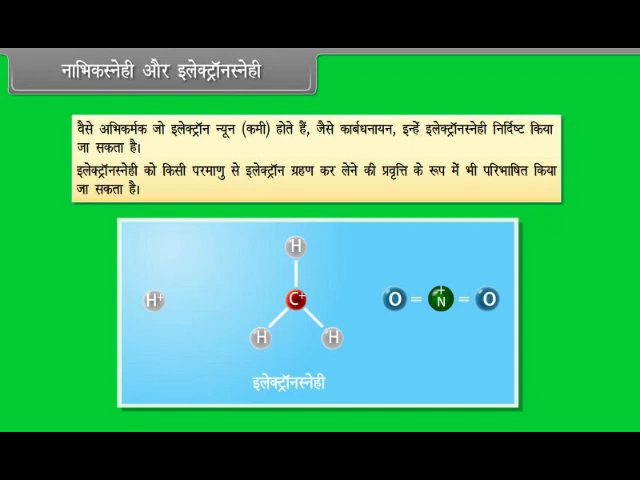 नाभिकस्नेही और इलेक्ट्रॉनस्नेही
वैसे अभिकर्मक जो इलेक्ट्रॉन न्यून (कमी) होते हैं, जैसे कार्बधनायन, इन्हें इलेक्ट्रॉनस्नेही निर्दिष्ट किया
जा सकता है।
इलेक्ट्रॉनस्नेही को किसी परमाणु से इलेक्ट्रॉन ग्रहण कर लेने की प्रवृत्ति के रूप में भी परिभाषित किया
जा सकता है।
H
H+ C+ O = N+ = O
H H
इलेक्ट्रॉनस्नेही